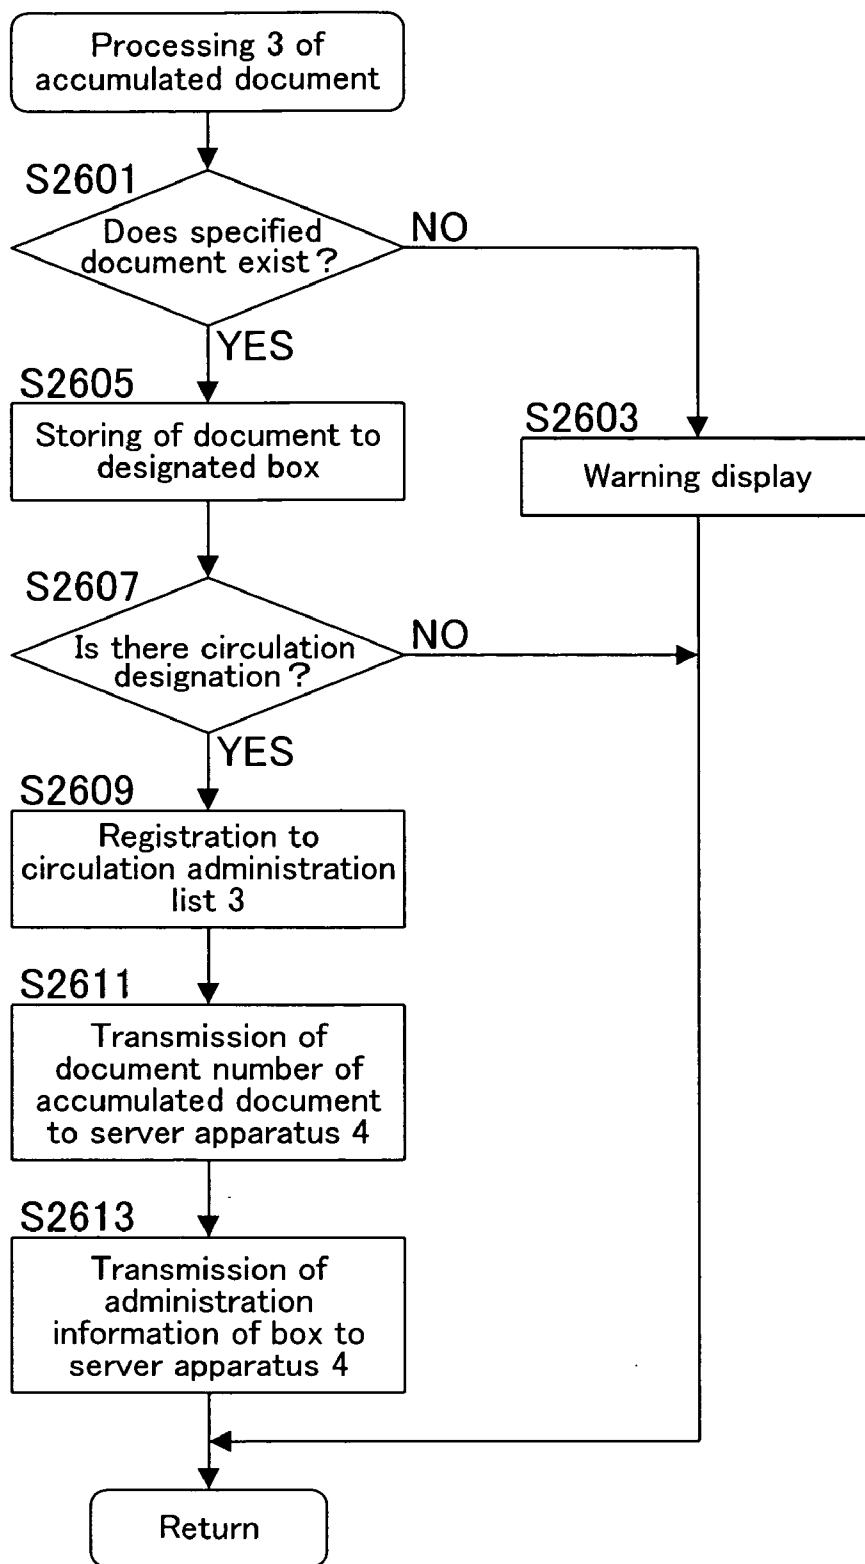 Processing 3 of
accumulated document
S2601
Does specified
document exist?
NO
YES
S2605
Storing of document to
designated box
S2603
Warning display
S2607
Is there circulation
designation?
NO
YES
S2609
Registration to
circulation administration
list 3
S2611
Transmission of
document number of
accumulated document
to server apparatus 4
S2613
Transmission of
administration
information of box to
server apparatus 4
Return